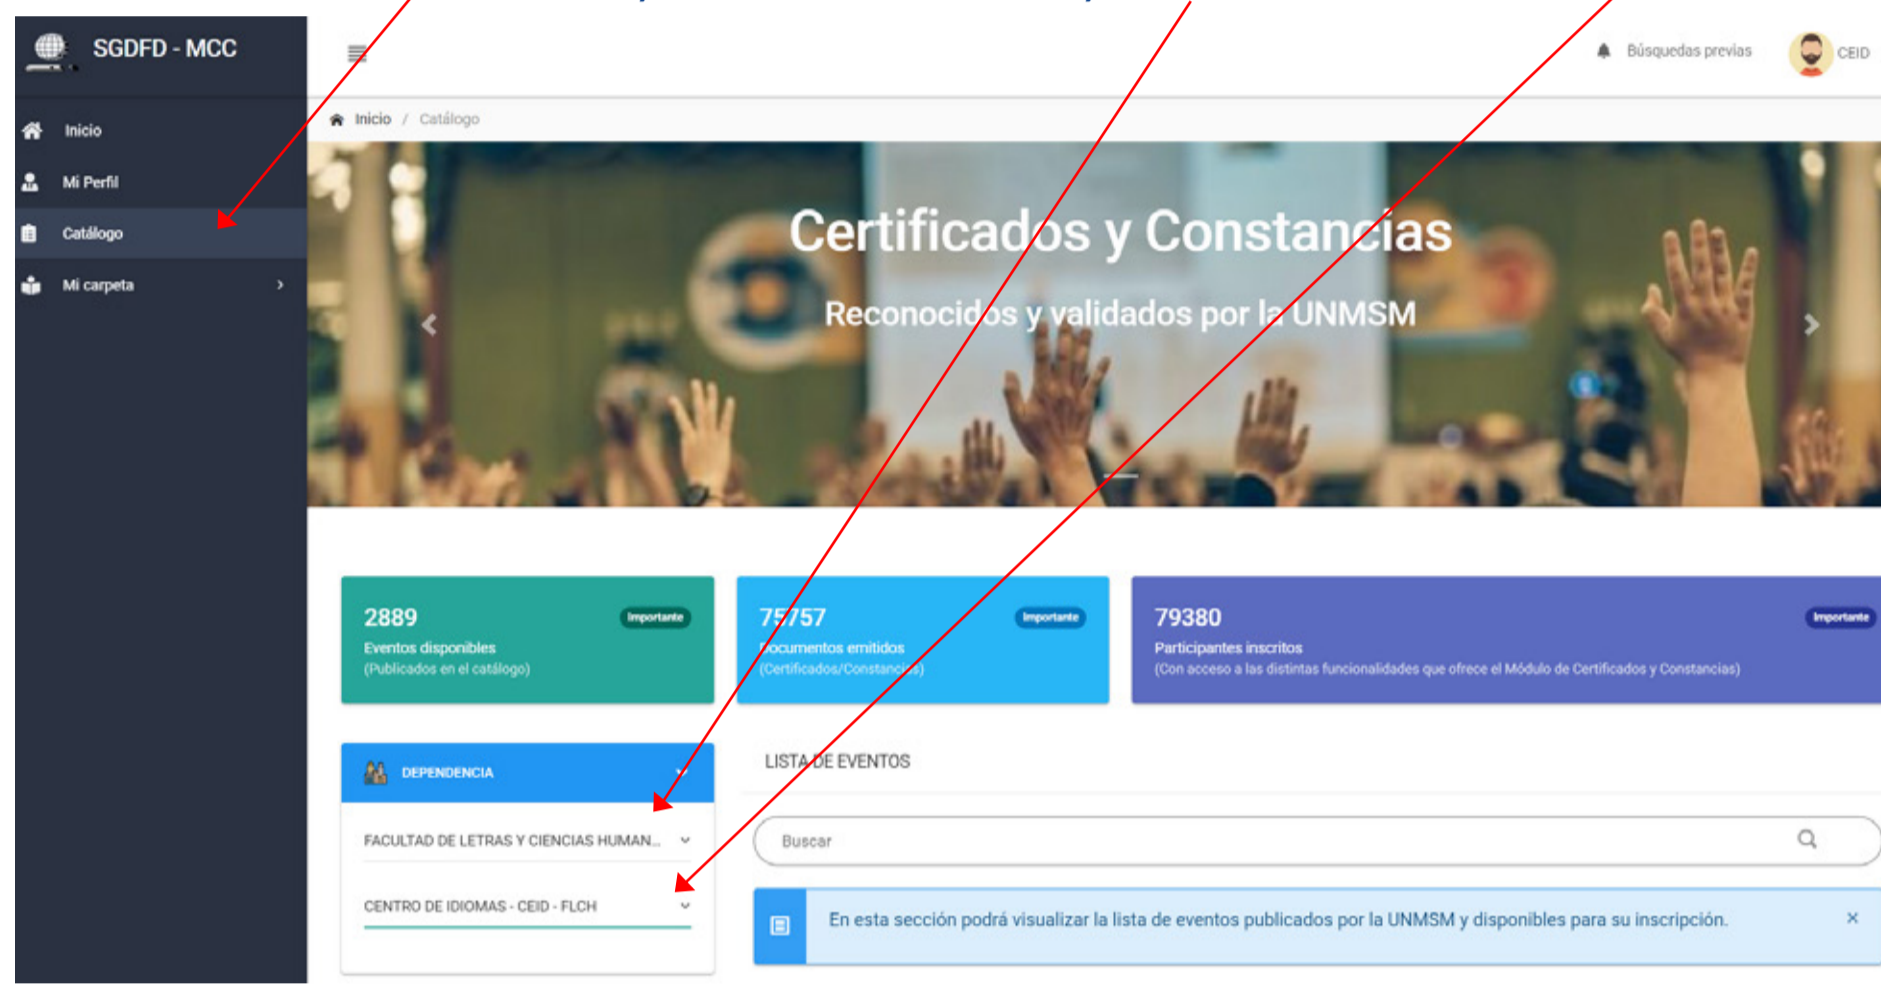 SGDFD - MCC
Búsquedas previas
CEID
Inicio
Mi Perfil
Catálogo
Mi carpeta
Inicio / Catálogo
Certificados y Constancias
Reconocidos y validados por la UNMSM
2889
Importante
Eventos disponibles
(Publicados en el catálogo)
75757
Importante
Documentos emitidos
(Certificados/Constancias)
79380
Importante
Participantes inscritos
(Con acceso a las distintas funcionalidades que ofrece el Módulo de Certificados y Constancias)
DEPENDENCIA
FACULTAD DE LETRAS Y CIENCIAS HUMAN...
CENTRO DE IDIOMAS - CEID - FLCH
LISTA DE EVENTOS
Buscar
En esta sección podrá visualizar la lista de eventos publicados por la UNMSM y disponibles para su inscripción.